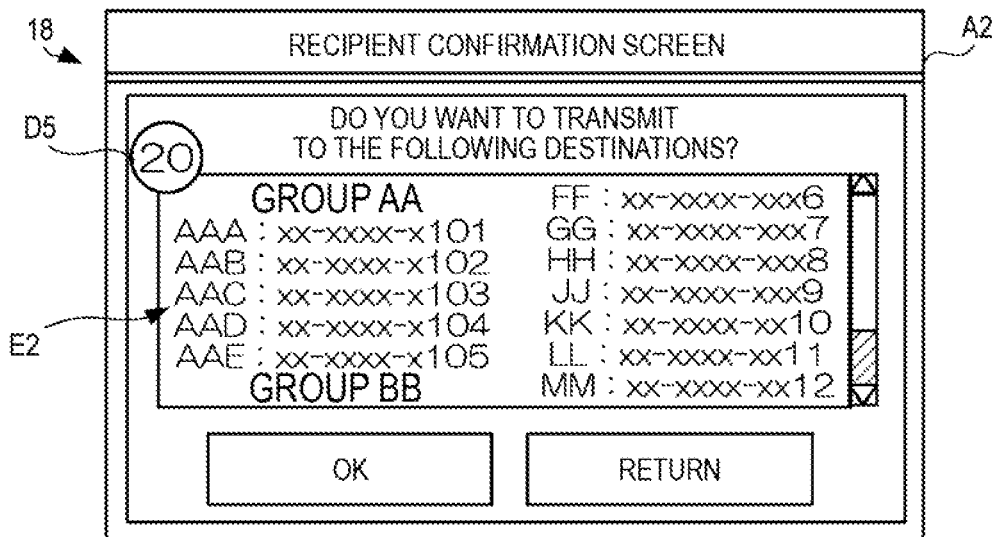 18
A2
RECIPIENT CONFIRMATION SCREEN
D5
20
DO YOU WANT TO TRANSMIT
TO THE FOLLOWING DESTINATIONS?
GROUP AA
AAA : xx-xxxx-x101
AAB : xx-xxxx-x102
AAC : xx-xxxx-x103
AAD : xx-xxxx-x104
AAE : xx-xxxx-x105
GROUP BB
FF : xx-xxxx-xxx6
GG : xx-xxxx-xxx7
HH : xx-xxxx-xxx8
JJ : xx-xxxx-xxx9
KK : xx-xxxx-xx10
LL : xx-xxxx-xx11
MM : xx-xxxx-xx12
E2
OK
RETURN